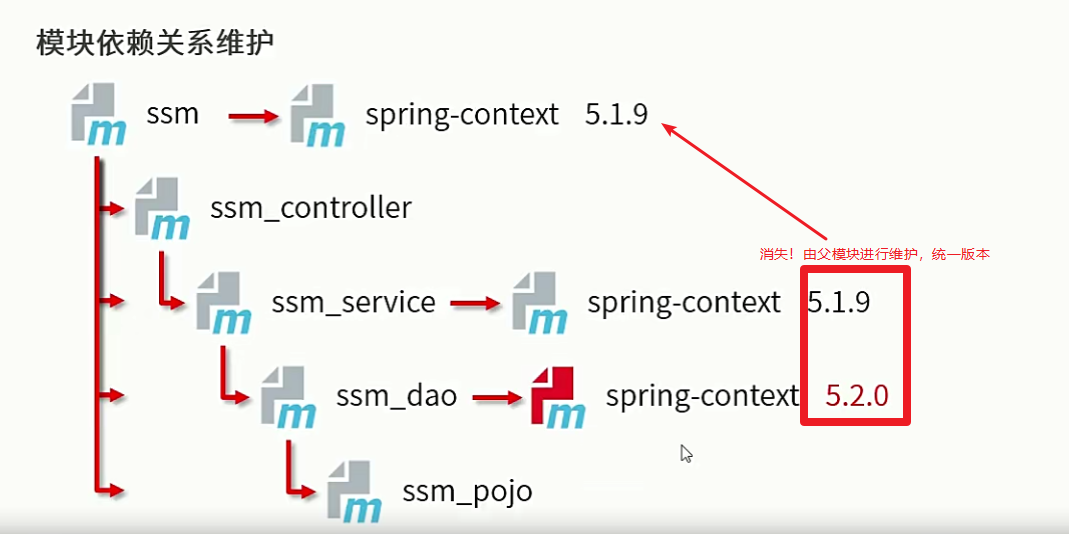 模块依赖关系维护
ssm spring-context 5.1.9
ssm_controller
消失！由父模块进行维护，统一版本
ssm_service spring-context 5.1.9
ssm_dao spring-context 5.2.0
ssm_pojo